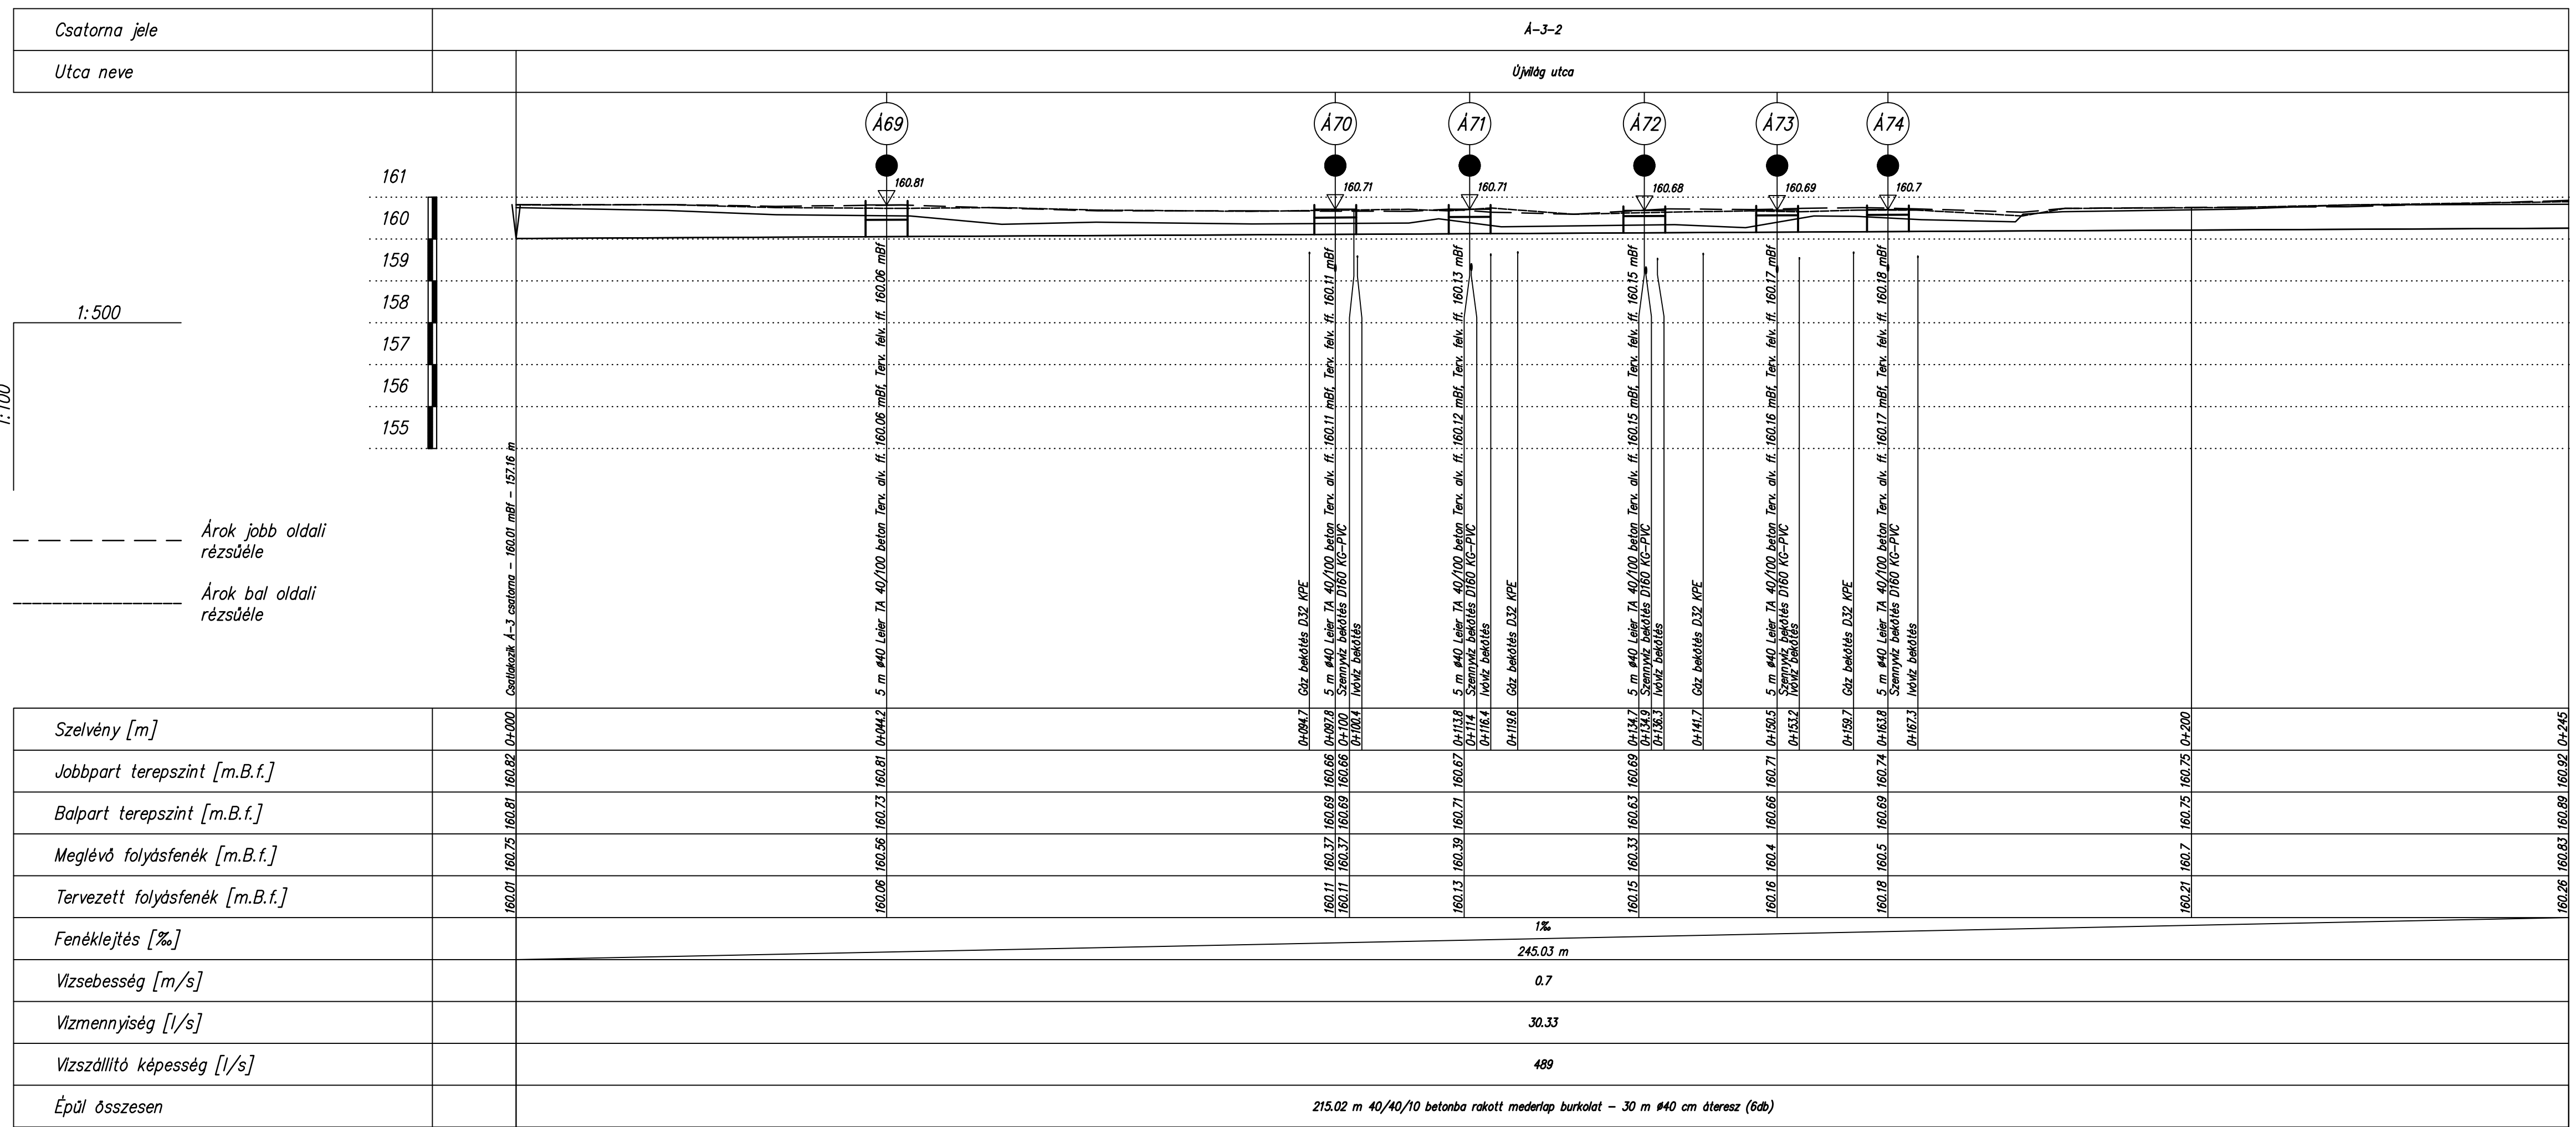 Csatorna jele
Á-3-2
Utca neve
Újvilág utca
Á69
Á70
Á71
Á72
Á73
Á74
160.81
160.71
160.71
160.68
160.69
160.7
161
160
159
158
157
156
155
1:500
1:100
Árok jobb oldali
rézsűéle
Árok bal oldali
rézsűéle
Csatlakozik Á-3 csatorna - 160.01 mBf - 157.16 m
5 m ø40 Leier TA 40/100 beton Terv. alv. ff. 160.06 mBf, Terv. felv. ff. 160.06 mBf
Gáz bekötés D32 KPE
5 m ø40 Leier TA 40/100 beton Terv. alv. ff. 160.11 mBf, Terv. felv. ff. 160.11 mBf
Szennyvíz bekötés D160 KG-PVC
Ivóvíz bekötés
5 m ø40 Leier TA 40/100 beton Terv. alv. ff. 160.12 mBf, Terv. felv. ff. 160.13 mBf
Szennyvíz bekötés D160 KG-PVC
Ivóvíz bekötés
Gáz bekötés D32 KPE
5 m ø40 Leier TA 40/100 beton Terv. alv. ff. 160.15 mBf, Terv. felv. ff. 160.15 mBf
Szennyvíz bekötés D160 KG-PVC
Ivóvíz bekötés
Gáz bekötés D32 KPE
5 m ø40 Leier TA 40/100 beton Terv. alv. ff. 160.16 mBf, Terv. felv. ff. 160.17 mBf
Szennyvíz bekötés D160 KG-PVC
Ivóvíz bekötés
Gáz bekötés D32 KPE
5 m ø40 Leier TA 40/100 beton Terv. alv. ff. 160.17 mBf, Terv. felv. ff. 160.18 mBf
Szennyvíz bekötés D160 KG-PVC
Ivóvíz bekötés
Szelvény [m]
0+000 0+044.2 0+094.7 0+097.8 0+100 0+100.4 0+113.8 0+114 0+116.4 0+119.6 0+134.7 0+134.9 0+136.3 0+141.7 0+150.5 0+153.2 0+159.7 0+163.8 0+167.3 0+200 0+245
Jobbpart terepszint [m.B.f.]
160.82 160.81 160.66 160.66 160.67 160.69 160.71 160.74 160.75 160.92
Balpart terepszint [m.B.f.]
160.81 160.73 160.69 160.69 160.71 160.63 160.66 160.69 160.75 160.89
Meglévő folyásfenék [m.B.f.]
160.75 160.56 160.37 160.37 160.39 160.33 160.4 160.5 160.7 160.83
Tervezett folyásfenék [m.B.f.]
160.01 160.06 160.11 160.11 160.13 160.15 160.16 160.18 160.21 160.26
Fenéklejtés [‰]
1‰
245.03 m
Vízsebesség [m/s]
0.7
Vízmennyiség [l/s]
30.33
Vízszállító képesség [l/s]
489
Épül összesen
215.02 m 40/40/10 betonba rakott mederlap burkolat - 30 m ø40 cm áteresz (6db)